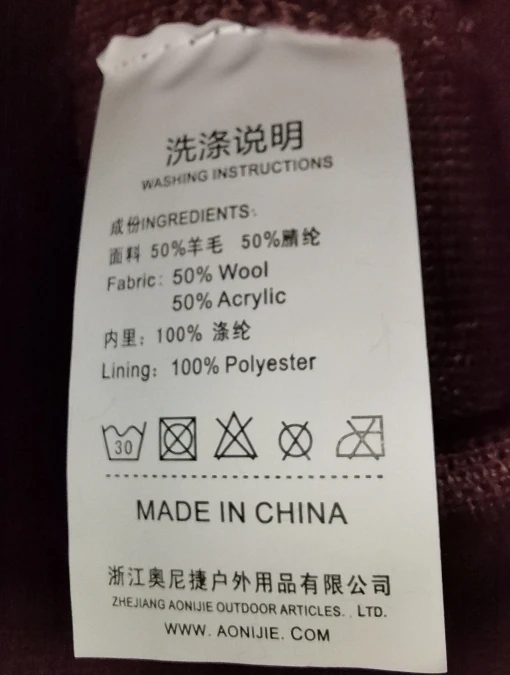 洗涤说明
WASHING INSTRUCTIONS
成份INGREDIENTS:
面料 50%羊毛 50%腈纶
Fabric: 50% Wool
50% Acrylic
内里: 100% 涤纶
Lining: 100% Polyester
30
MADE IN CHINA
浙江奥尼捷户外用品有限公司
ZHEJIANG AONIJIE OUTDOOR ARTICLES. , LTD.
WWW. AONIJIE. COM